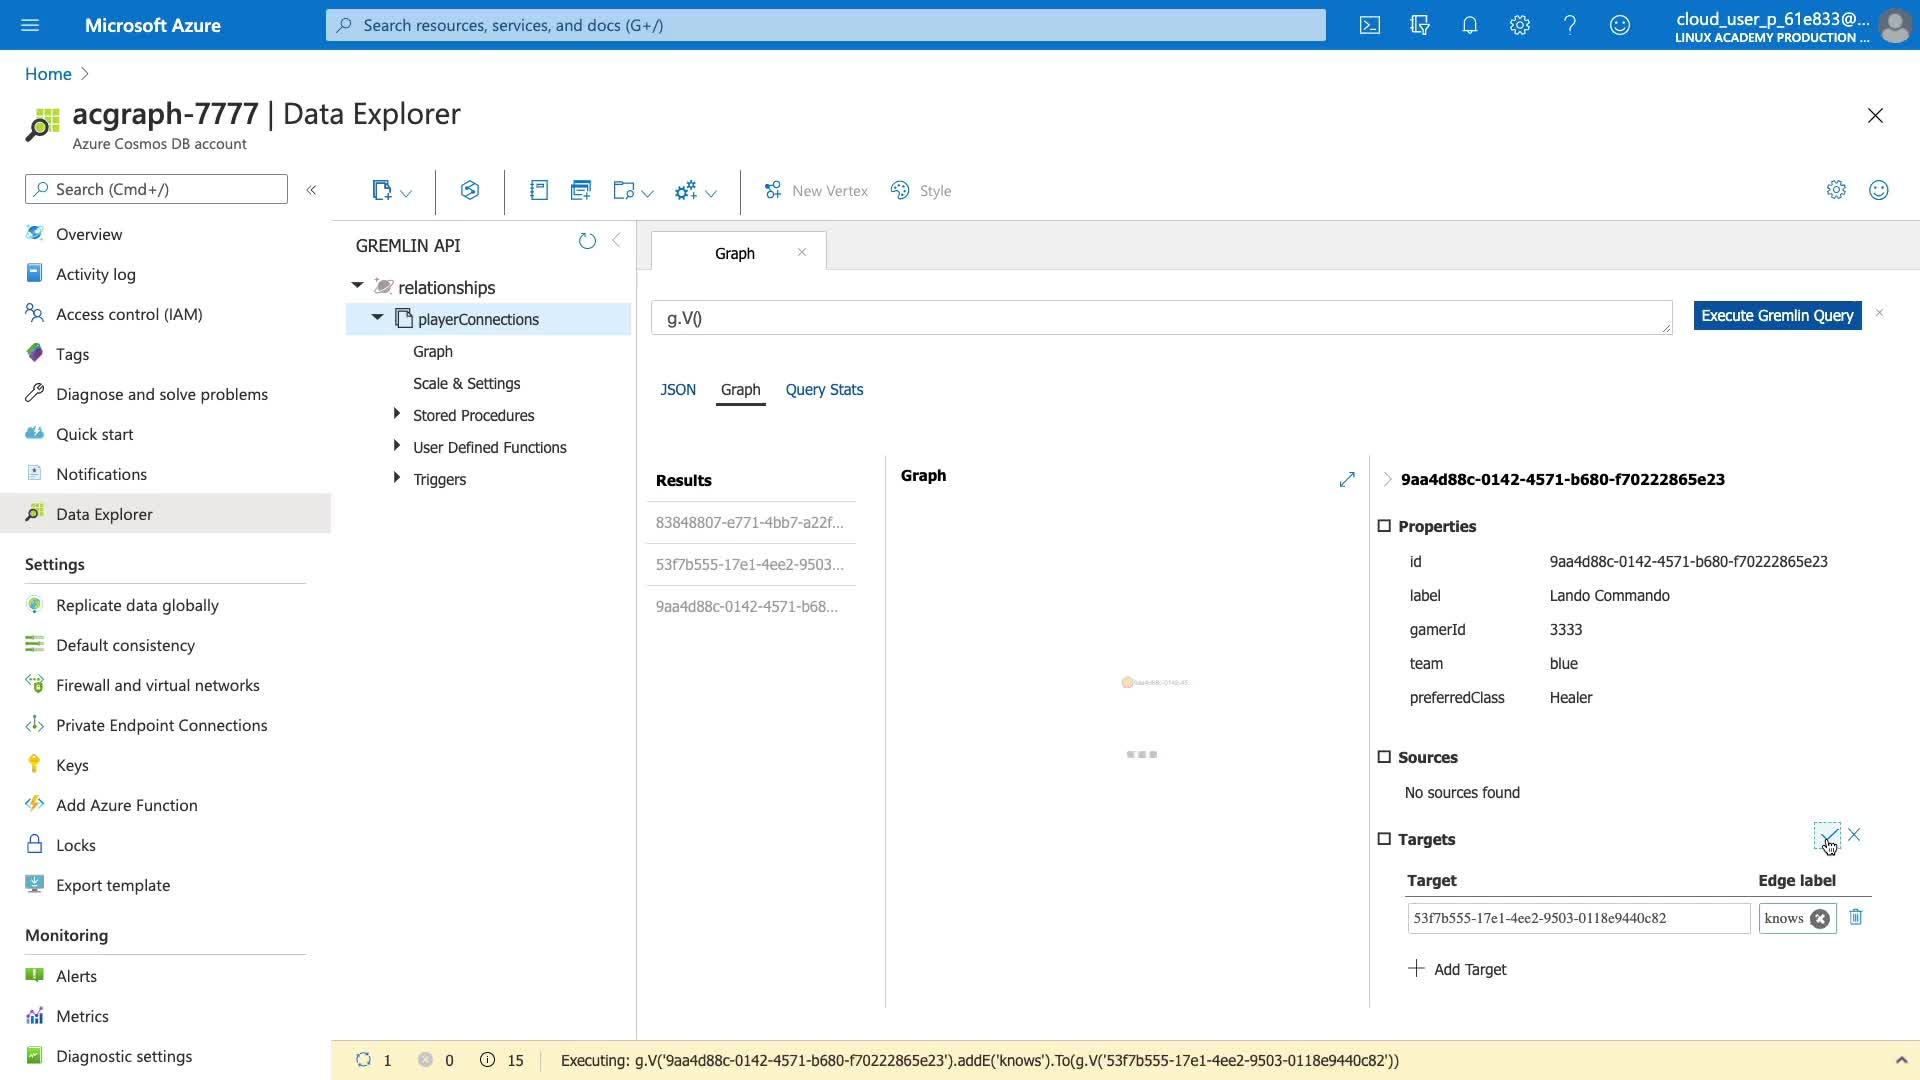 Microsoft Azure
Search resources, services, and docs (G+/)
cloud_user_p_61e833@...
LINUX ACADEMY PRODUCTION ...
Home
acgraph-7777 | Data Explorer
Azure Cosmos DB account
Search (Cmd+/)
«
Overview
Activity log
Access control (IAM)
Tags
Diagnose and solve problems
Quick start
Notifications
Data Explorer
Settings
Replicate data globally
Default consistency
Firewall and virtual networks
Private Endpoint Connections
Keys
Add Azure Function
Locks
Export template
Monitoring
Alerts
Metrics
Diagnostic settings
New Vertex
Style
GREMLIN API
relationships
playerConnections
Graph
Scale & Settings
Stored Procedures
User Defined Functions
Triggers
Graph
g.V()
Execute Gremlin Query
JSON
Graph
Query Stats
Results
83848807-e771-4bb7-a22f...
53f7b555-17e1-4ee2-9503...
9aa4d88c-0142-4571-b68...
Graph
9aa4d88c-0142-45...
9aa4d88c-0142-4571-b680-f70222865e23
Properties
id 9aa4d88c-0142-4571-b680-f70222865e23
label Lando Commando
gamerId 3333
team blue
preferredClass Healer
Sources
No sources found
Targets
Target Edge label
53f7b555-17e1-4ee2-9503-0118e9440c82 knows
Add Target
1 0 15 Executing: g.V('9aa4d88c-0142-4571-b680-f70222865e23').addE('knows').To(g.V('53f7b555-17e1-4ee2-9503-0118e9440c82'))